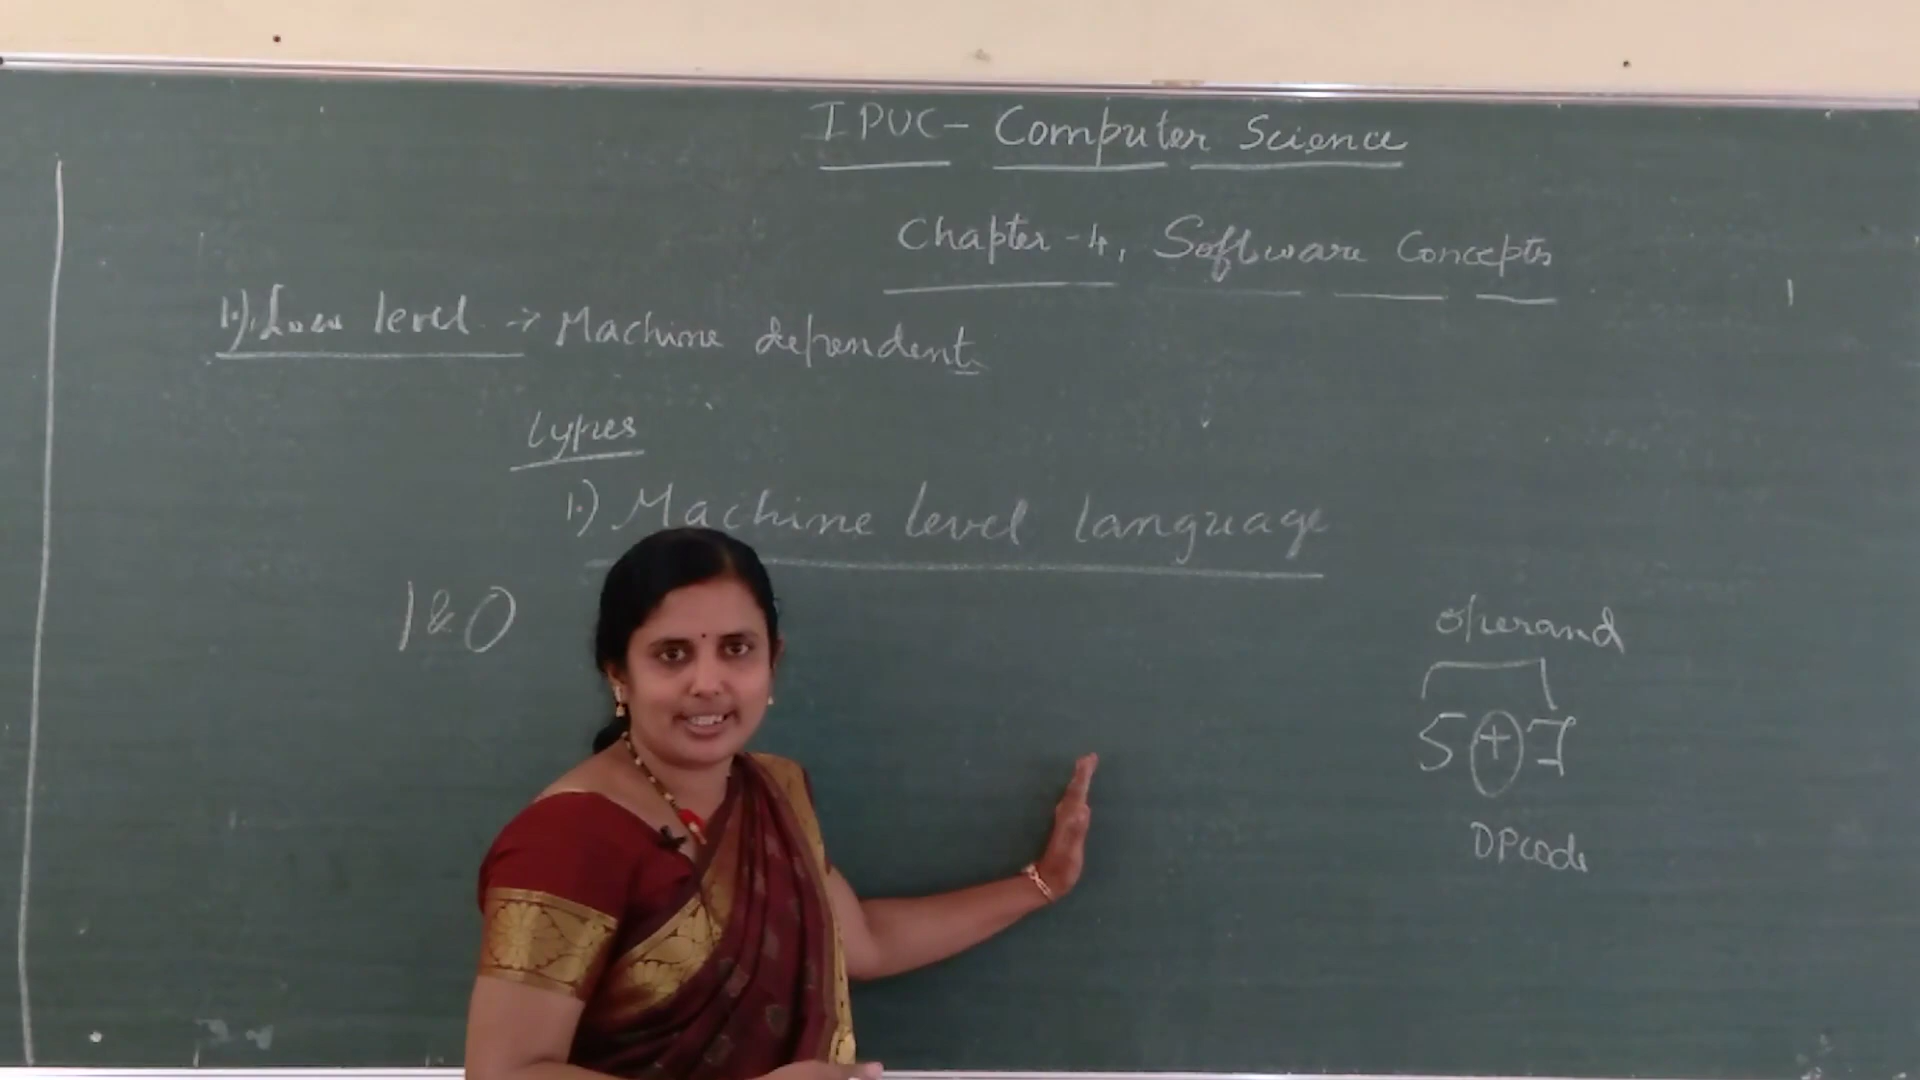 I PUC - Computer Science
Chapter - 4, Software Concepts
1.) Low level → Machine dependent
types
1.) Machine level language
1 & 0
operand
5 + 7
OPcode